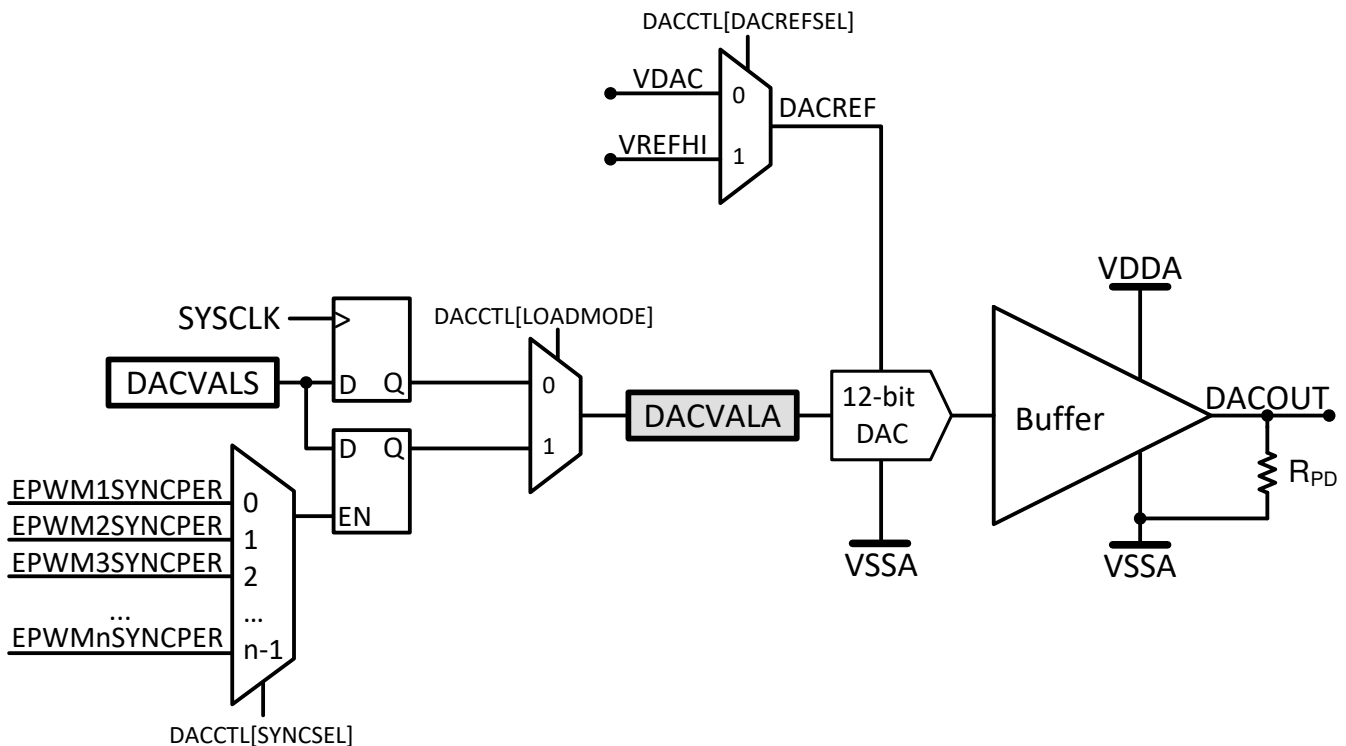 DACCTL[DACREFSEL]
VDAC
0
DACREF
VREFHI
1
VDDA
SYSCLK
>
DACCTL[LOADMODE]
DACVALS
D Q
0
DACVALA
12-bit
DAC
Buffer
DACOUT
D Q
1
RPD
EPWM1SYNCPER
0
EN
EPWM2SYNCPER
1
EPWM3SYNCPER
2
VSSA
VSSA
...
...
EPWMnSYNCPER
n-1
DACCTL[SYNCSEL]